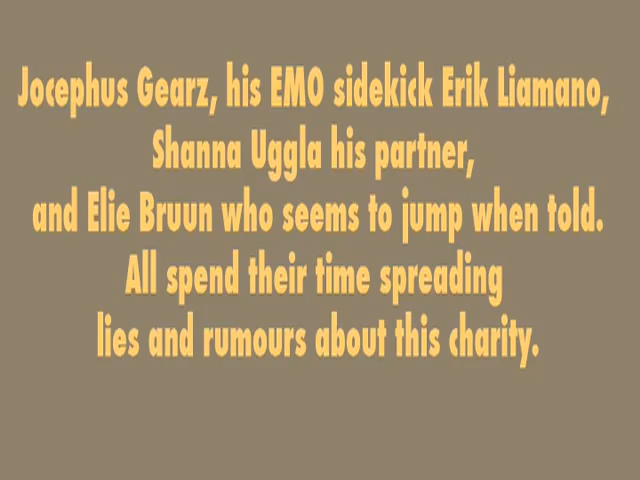 Jocephus Gearz, his EMO sidekick Erik Liamano,
Shanna Uggla his partner,
and Elie Bruun who seems to jump when told.
All spend their time spreading
lies and rumours about this charity.